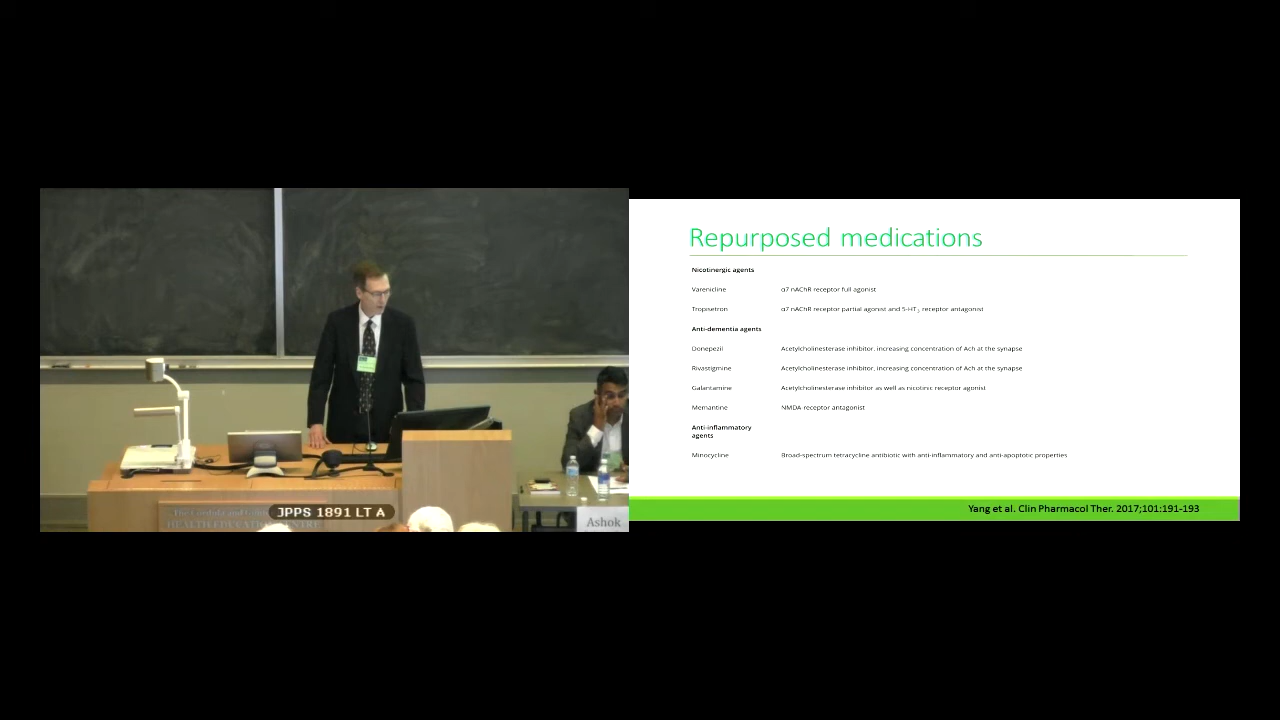 Repurposed medications
Nicotinergic agents
Varenicline α7 nAChR receptor full agonist
Tropisetron α7 nAChR receptor partial agonist and 5-HT3 receptor antagonist
Anti-dementia agents
Donepezil Acetylcholinesterase inhibitor, increasing concentration of Ach at the synapse
Rivastigmine Acetylcholinesterase inhibitor, increasing concentration of Ach at the synapse
Galantamine Acetylcholinesterase inhibitor as well as nicotinic receptor agonist
Memantine NMDA receptor antagonist
Anti-inflammatory
agents
Minocycline Broad-spectrum tetracycline antibiotic with anti-inflammatory and anti-apoptotic properties
Yang et al. Clin Pharmacol Ther. 2017;101:191-193
JPPS 1891 LT A
HEALTH EDUCATION CENTRE
Ashok